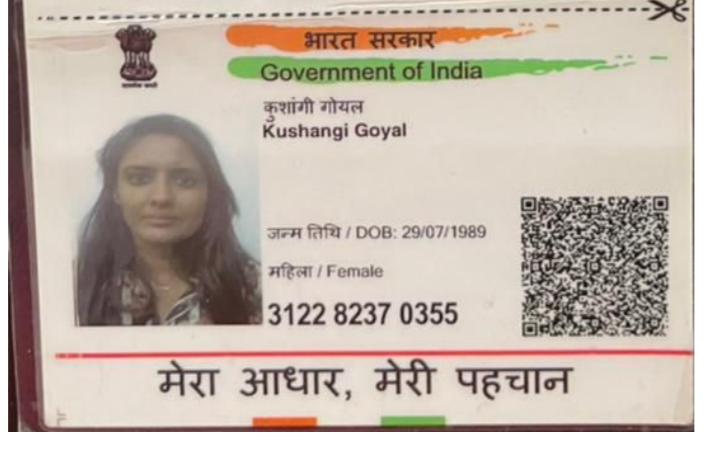 भारत सरकार
Government of India
कुशांगी गोयल
Kushangi Goyal
जन्म तिथि / DOB: 29/07/1989
महिला / Female
3122 8237 0355
मेरा आधार, मेरी पहचान